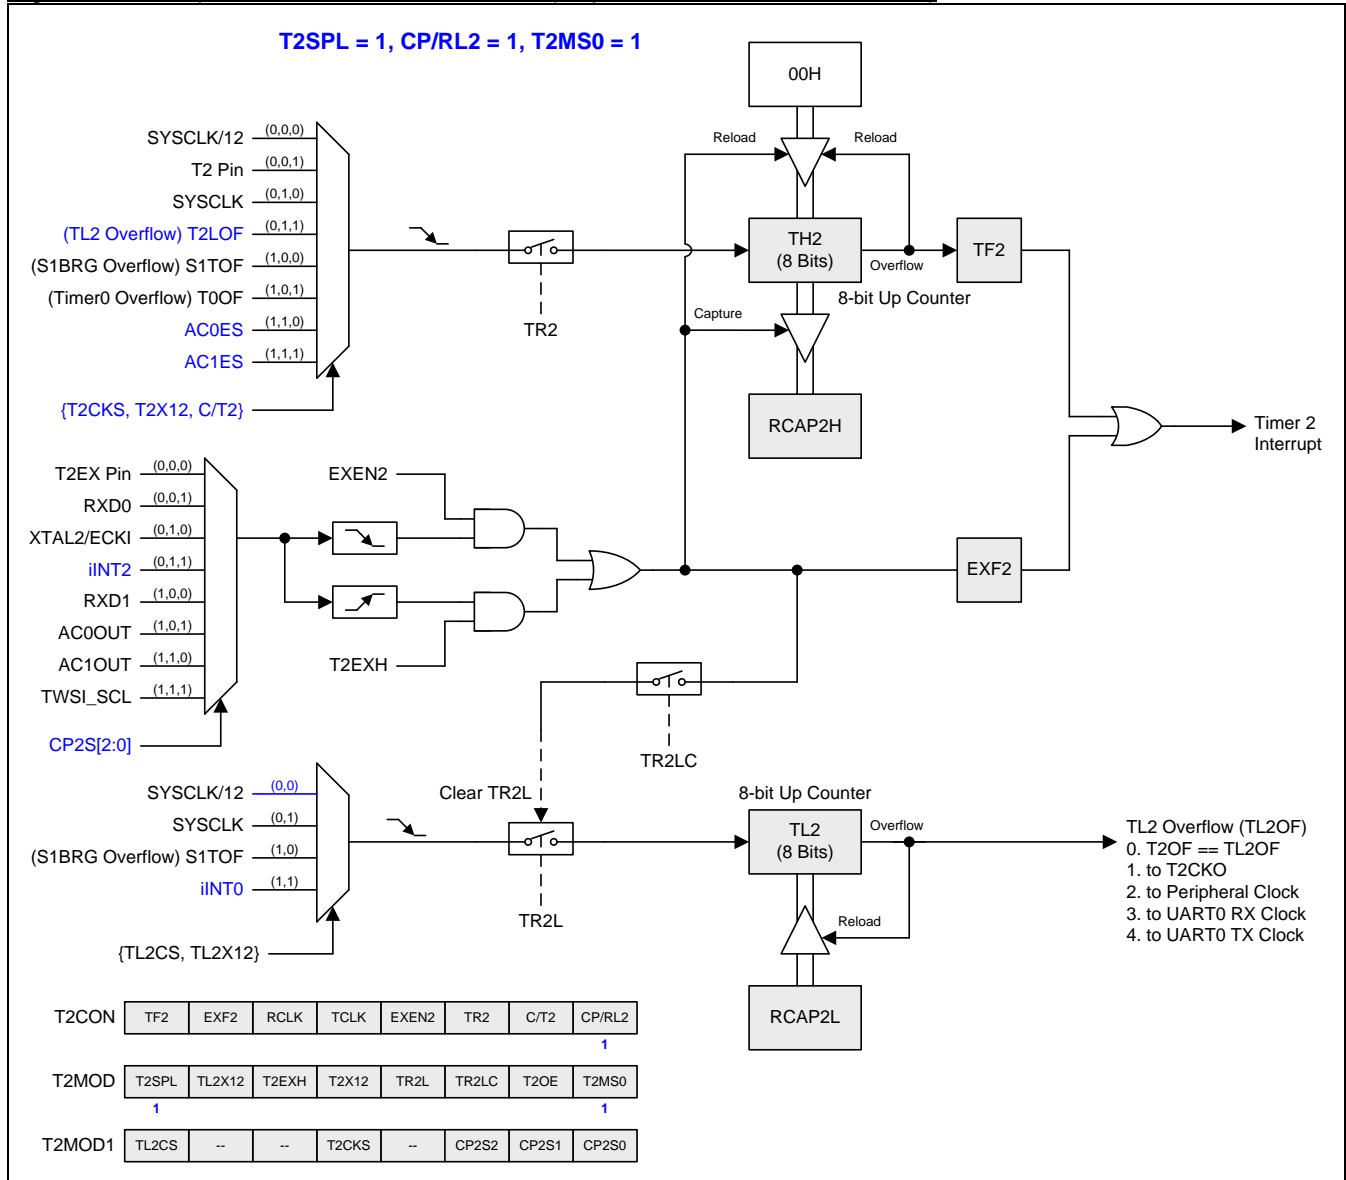 T2SPL = 1, CP/RL2 = 1, T2MS0 = 1
00H
Reload
Reload
SYSCLK/12 (0,0,0)
T2 Pin (0,0,1)
SYSCLK (0,1,0)
(TL2 Overflow) T2LOF (0,1,1)
(S1BRG Overflow) S1TOF (1,0,0)
(Timer0 Overflow) T0OF (1,0,1)
AC0ES (1,1,0)
AC1ES (1,1,1)
{T2CKS, T2X12, C/T2}
TR2
TH2
(8 Bits)
Overflow
8-bit Up Counter
TF2
Capture
RCAP2H
Timer 2
Interrupt
T2EX Pin (0,0,0)
RXD0 (0,0,1)
XTAL2/ECKI (0,1,0)
iINT2 (0,1,1)
RXD1 (1,0,0)
AC0OUT (1,0,1)
AC1OUT (1,1,0)
TWSI_SCL (1,1,1)
CP2S[2:0]
EXEN2
T2EXH
EXF2
TR2LC
SYSCLK/12 (0,0)
SYSCLK (0,1)
(S1BRG Overflow) S1TOF (1,0)
iINT0 (1,1)
{TL2CS, TL2X12}
Clear TR2L
TR2L
8-bit Up Counter
TL2
(8 Bits)
Overflow
Reload
RCAP2L
TL2 Overflow (TL2OF)
0. T2OF == TL2OF
1. to T2CKO
2. to Peripheral Clock
3. to UART0 RX Clock
4. to UART0 TX Clock
T2CON TF2 EXF2 RCLK TCLK EXEN2 TR2 C/T2 CP/RL2
1
T2MOD T2SPL TL2X12 T2EXH T2X12 TR2L TR2LC T2OE T2MS0
1 1
T2MOD1 TL2CS -- -- T2CKS -- CP2S2 CP2S1 CP2S0